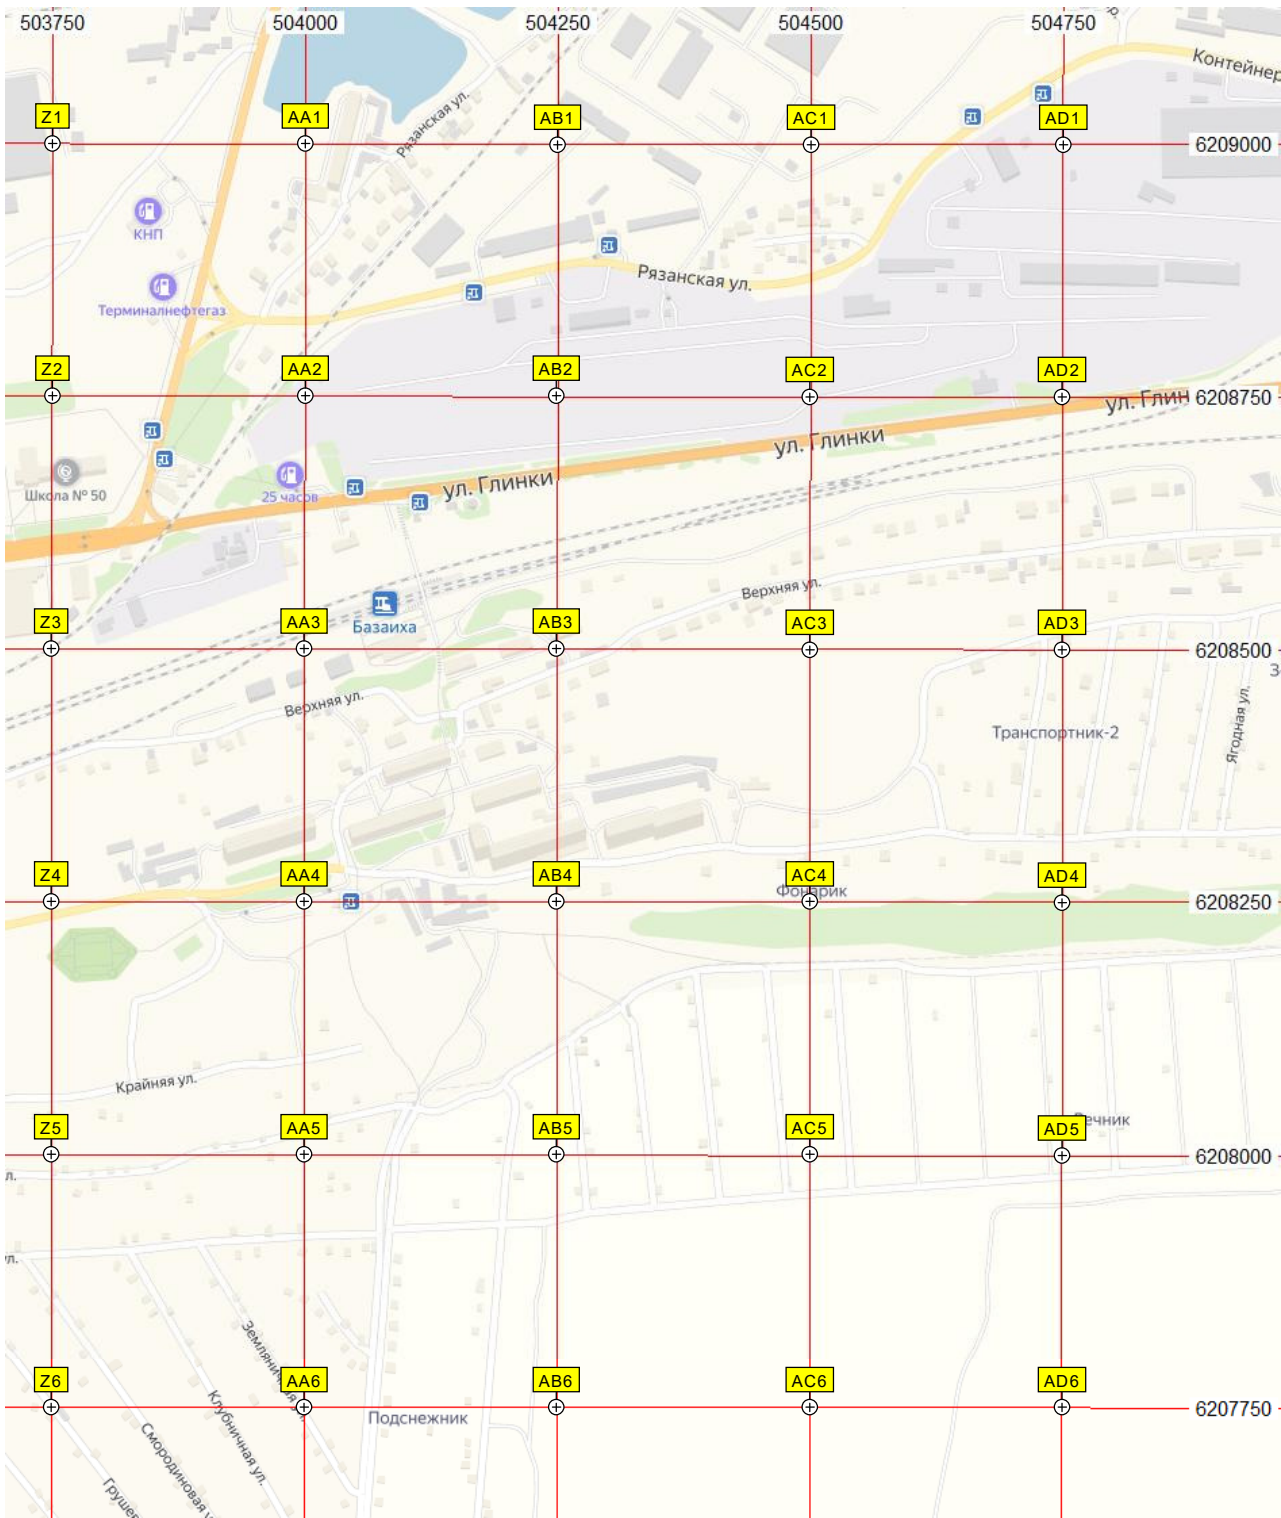 503750 504000 504250 504500 504750
Контейнер
Рязанская ул.
Z1 AA1 AB1 AC1 AD1
6209000
КНП
Рязанская ул.
Терминалнефтегаз
Z2 AA2 AB2 AC2 AD2
ул. Глин 6208750
ул. Глинки
ул. Глинки
Школа № 50
25 часов
Верхняя ул.
Базаиха
Z3 AA3 AB3 AC3 AD3
6208500
Верхняя ул.
Ягодная ул.
Транспортник-2
Z4 AA4 AB4 AC4 AD4
Фонарик
6208250
Крайняя ул.
Z5 AA5 AB5 AC5 AD5
ечник
6208000
л.
ул.
Земляничная ул.
Z6 AA6 AB6 AC6 AD6
6207750
Клубничная ул.
Подснежник
Смородиновая у
Грушев